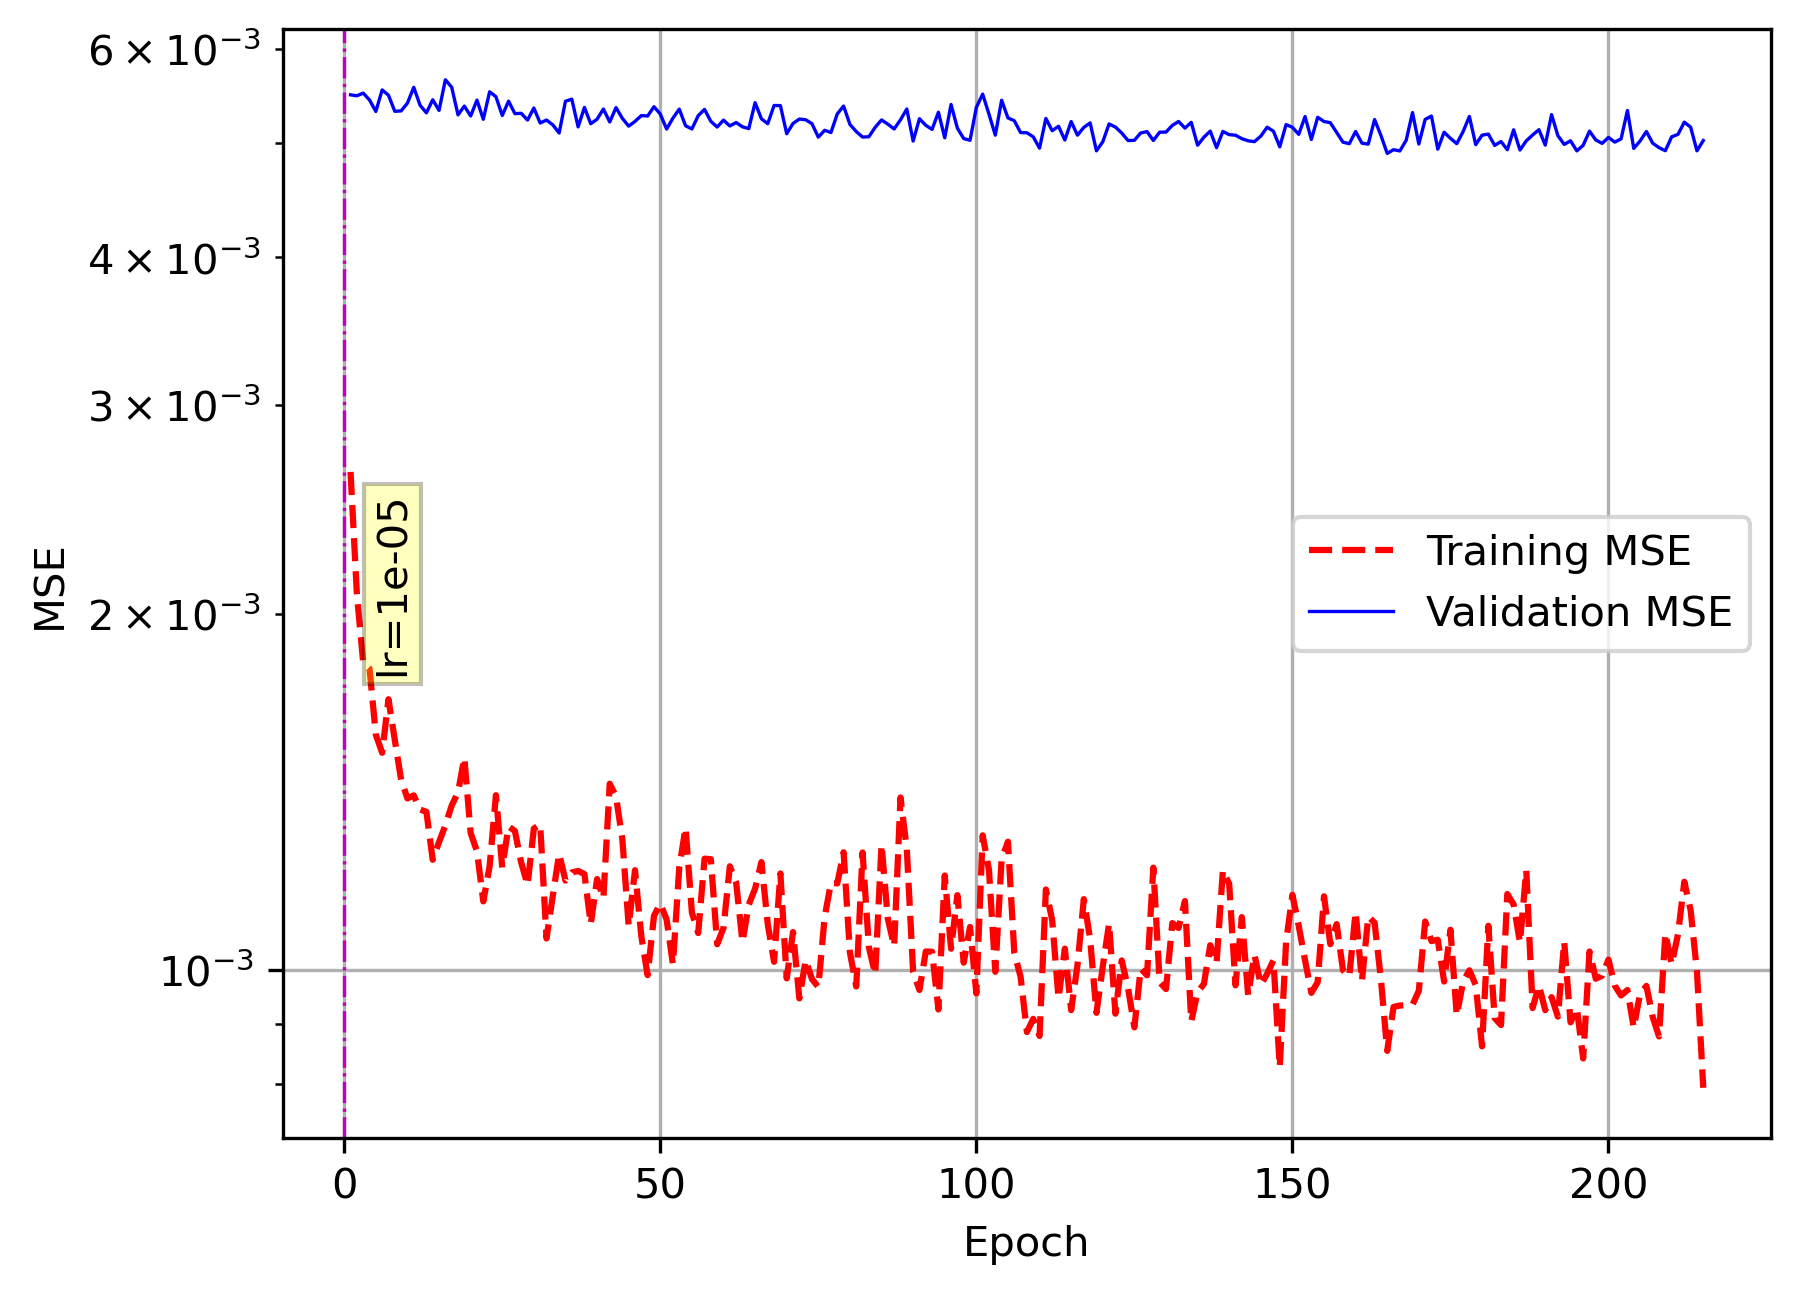 6 × 10⁻³
4 × 10⁻³
3 × 10⁻³
2 × 10⁻³
10⁻³
MSE
lr=1e-05
Training MSE
Validation MSE
0 50 100 150 200
Epoch